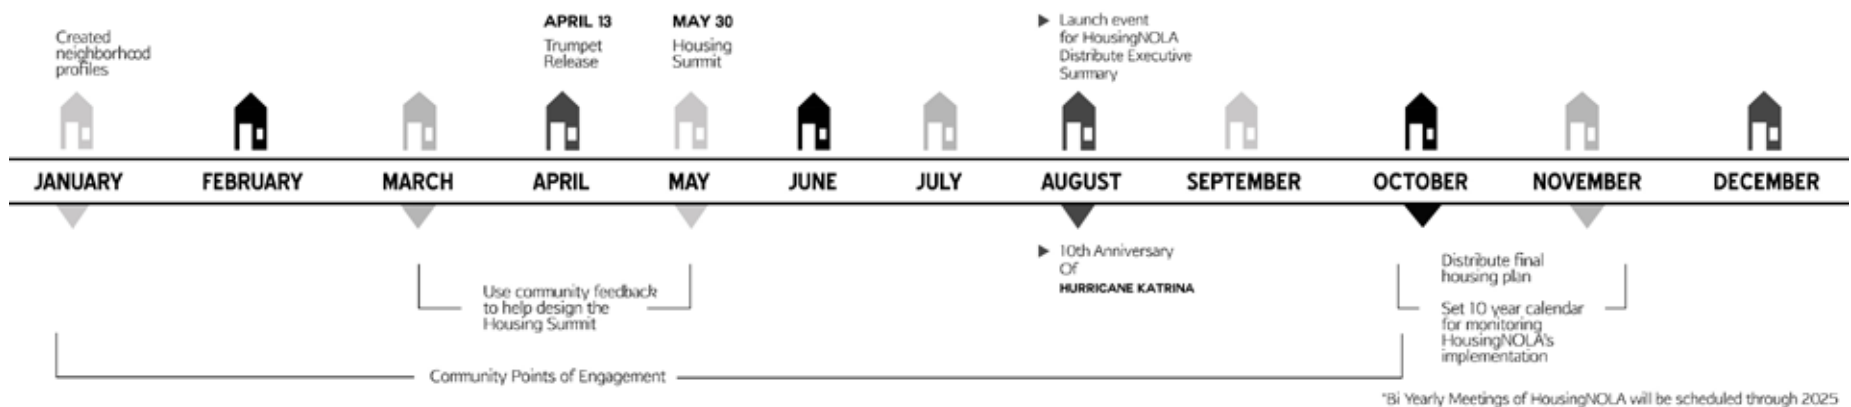 Created
neighborhood
profiles
APRIL 13
Trumpet
Release
MAY 30
Housing
Summit
Launch event
for HousingNOLA
Distribute Executive
Summary
JANUARY
FEBRUARY
MARCH
APRIL
MAY
JUNE
JULY
AUGUST
SEPTEMBER
OCTOBER
NOVEMBER
DECEMBER
10th Anniversary
Of
HURRICANE KATRINA
Use community feedback
to help design the
Housing Summit
Distribute final
housing plan
Set 10 year calendar
for monitoring
HousingNOLA's
implementation
Community Points of Engagement
*Bi Yearly Meetings of HousingNOLA will be scheduled through 2025